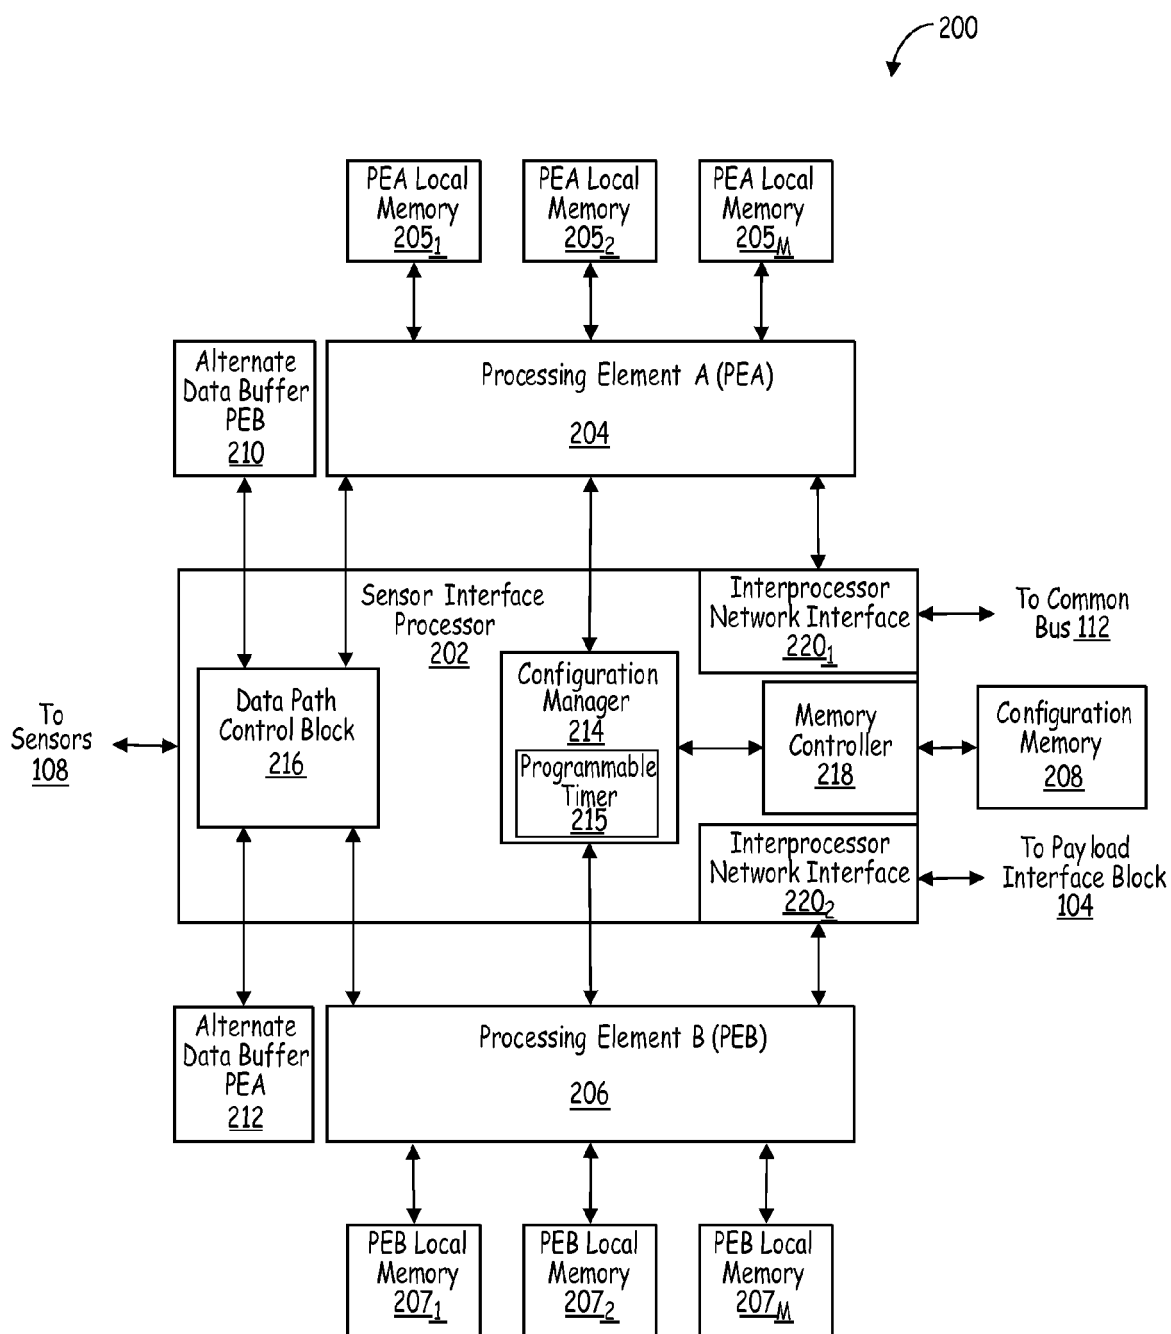 200
PEA Local
Memory
205₁
PEA Local
Memory
205₂
PEA Local
Memory
205M
Alternate
Data Buffer
PEB
210
Processing Element A (PEA)
204
Sensor Interface
Processor
202
Interprocessor
Network Interface
220₁
To Common
Bus 112
To
Sensors
108
Data Path
Control Block
216
Configuration
Manager
214
Programmable
Timer
215
Memory
Controller
218
Configuration
Memory
208
Interprocessor
Network Interface
220₂
To Payload
Interface Block
104
Alternate
Data Buffer
PEA
212
Processing Element B (PEB)
206
PEB Local
Memory
207₁
PEB Local
Memory
207₂
PEB Local
Memory
207M